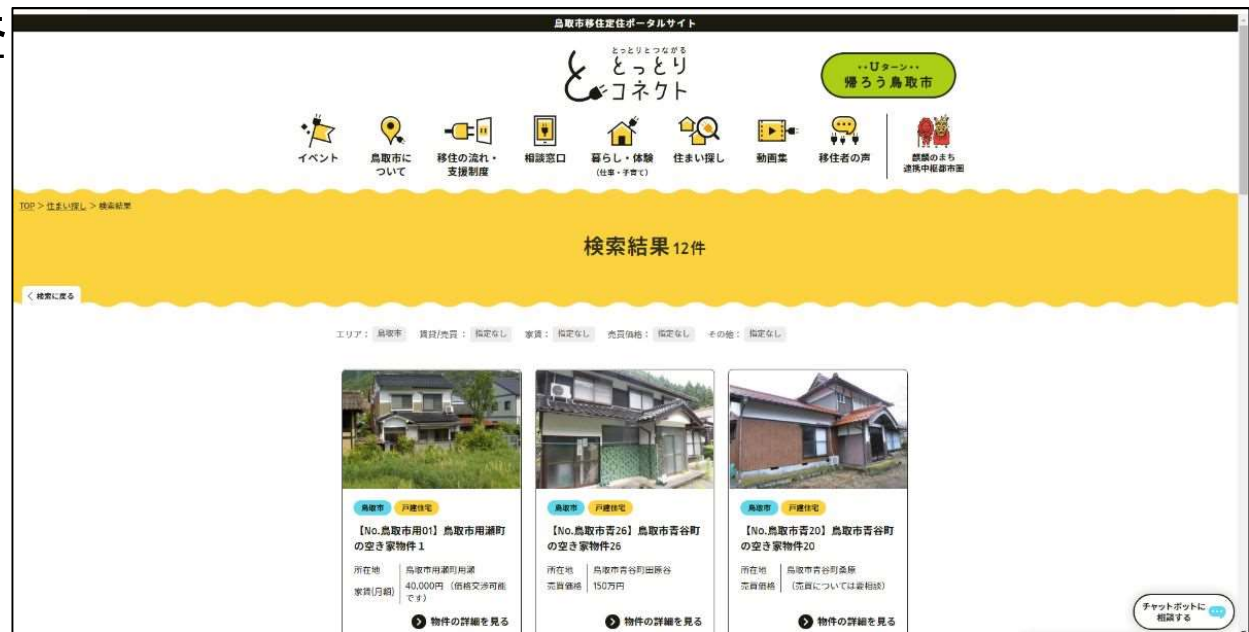 鳥取市移住定住ポータルサイト
とっとりとつながる
とっとり
コネクト
‥Uターン‥
帰ろう鳥取市
イベント
鳥取市に
ついて
移住の流れ・
支援制度
相談窓口
暮らし・体験
(仕事・子育て)
住まい探し
動画集
移住者の声
麒麟のまち
連携中枢都市圏
TOP > 住まい探し > 検索結果
検索結果 12件
< 検索に戻る
エリア： 鳥取市 賃貸/売買： 指定なし 家賃： 指定なし 売買価格： 指定なし その他： 指定なし
鳥取市 戸建住宅
【No.鳥取市用01】鳥取市用瀬町
の空き家物件１
所在地 鳥取市用瀬町用瀬
家賃(月額) 40,000円（価格交渉可能
です）
物件の詳細を見る
鳥取市 戸建住宅
【No.鳥取市青26】鳥取市青谷町
の空き家物件26
所在地 鳥取市青谷町田原谷
売買価格 150万円
物件の詳細を見る
鳥取市 戸建住宅
【No.鳥取市青20】鳥取市青谷町
の空き家物件20
所在地 鳥取市青谷町桑原
売買価格 （売買については要相談）
物件の詳細を見る
チャットボットに
相談する